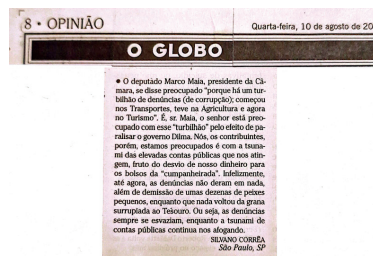 8 • OPINIÃO
Quarta-feira, 10 de agosto de 20
O GLOBO
• O deputado Marco Maia, presidente da Câ-
mara, se disse preocupado “porque há um tur-
bilhão de denúncias (de corrupção); começou
nos Transportes, teve na Agricultura e agora
no Turismo”. É, sr. Maia, o senhor está preo-
cupado com esse “turbilhão” pelo efeito de pa-
ralisar o governo Dilma. Nós, os contribuintes,
porém, estamos preocupados é com a tsuna-
mi das elevadas contas públicas que nos atin-
gem, fruto do desvio de nosso dinheiro para
os bolsos da “cumpanheirada”. Infelizmente,
até agora, as denúncias não deram em nada,
além de demissão de umas dezenas de peixes
pequenos, enquanto que nada voltou da grana
surrupiada ao Tesouro. Ou seja, as denúncias
sempre se esvaziam, enquanto a tsunami de
contas públicas continua nos afogando.
SILVANO CORRÊA
São Paulo, SP